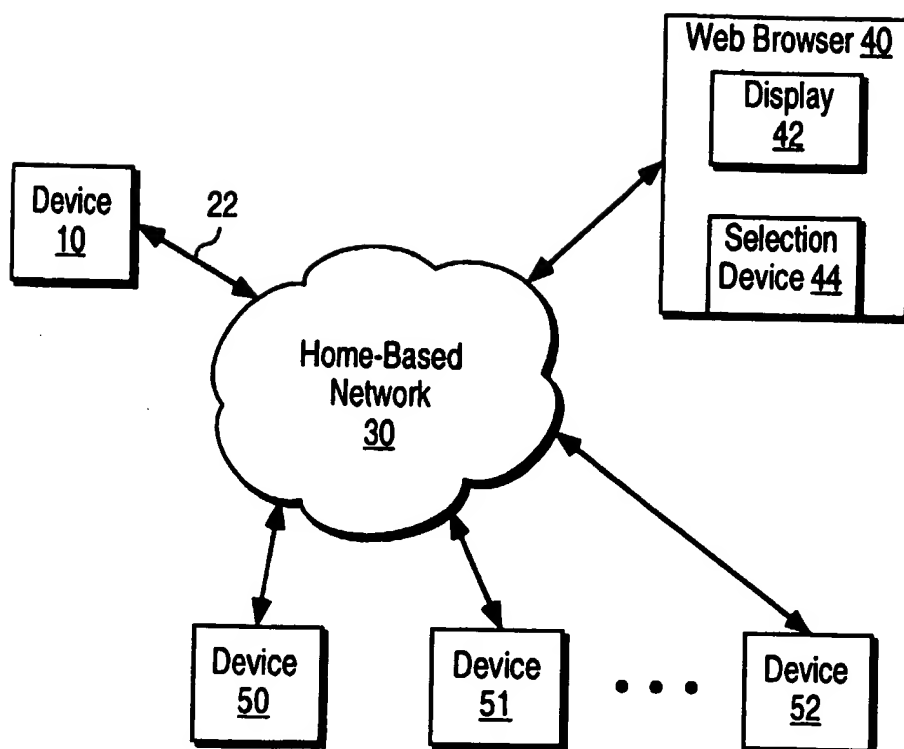 Web Browser 40
Display
42
Selection
Device 44
Device
10
22
Home-Based
Network
30
Device
50
Device
51
Device
52